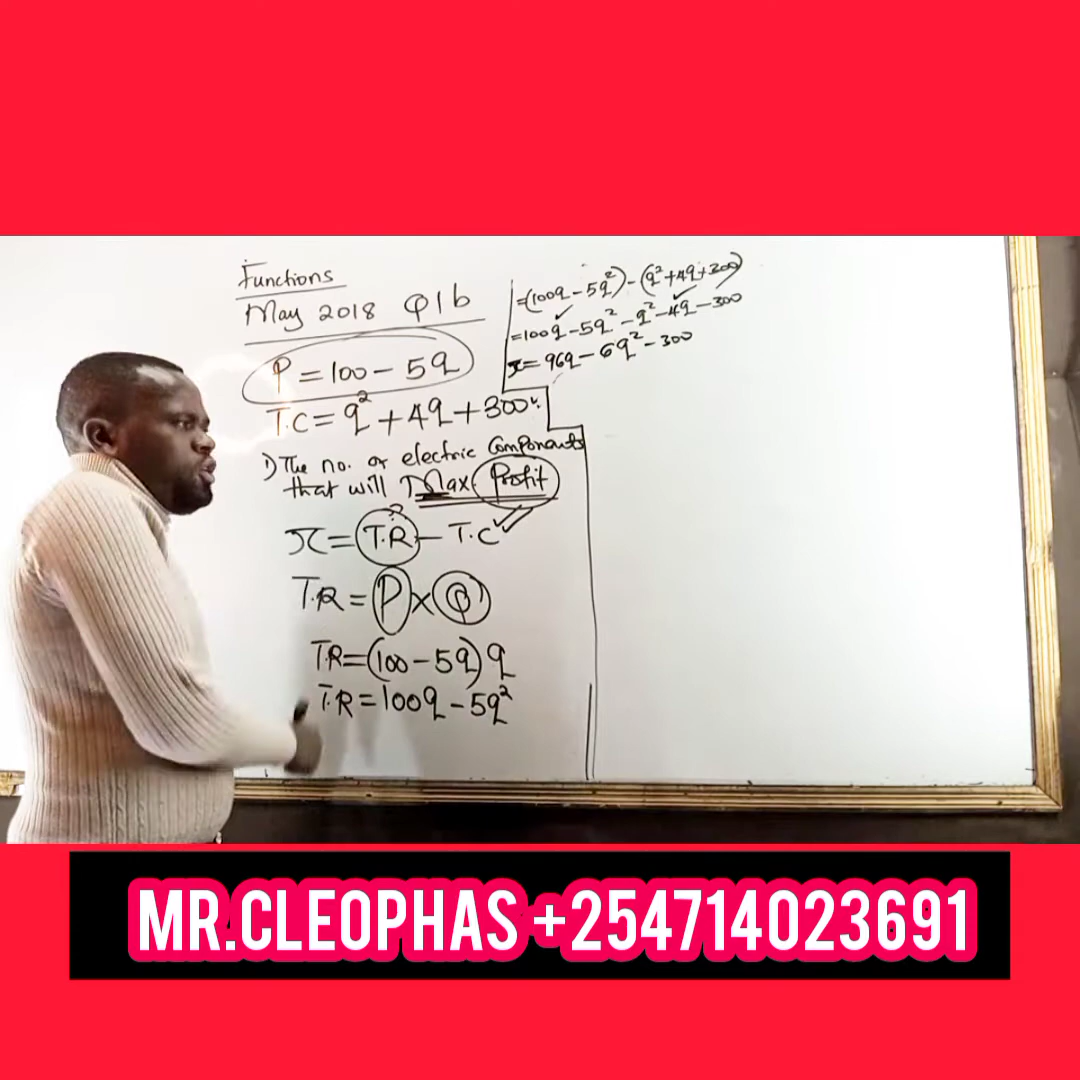 Functions
May 2018 Q1b
P = 100 - 5q
T.C = q² + 4q + 300
1) The no. of electric components
that will Max. Profit
π = T.R - T.C
?
T.R = P × Q
T.R = (100 - 5q) q
T.R = 100q - 5q²
= (100q - 5q²) - (q² + 4q + 300)
= 100q - 5q² - q² - 4q - 300
π = 96q - 6q² - 300
MR.CLEOPHAS +254714023691